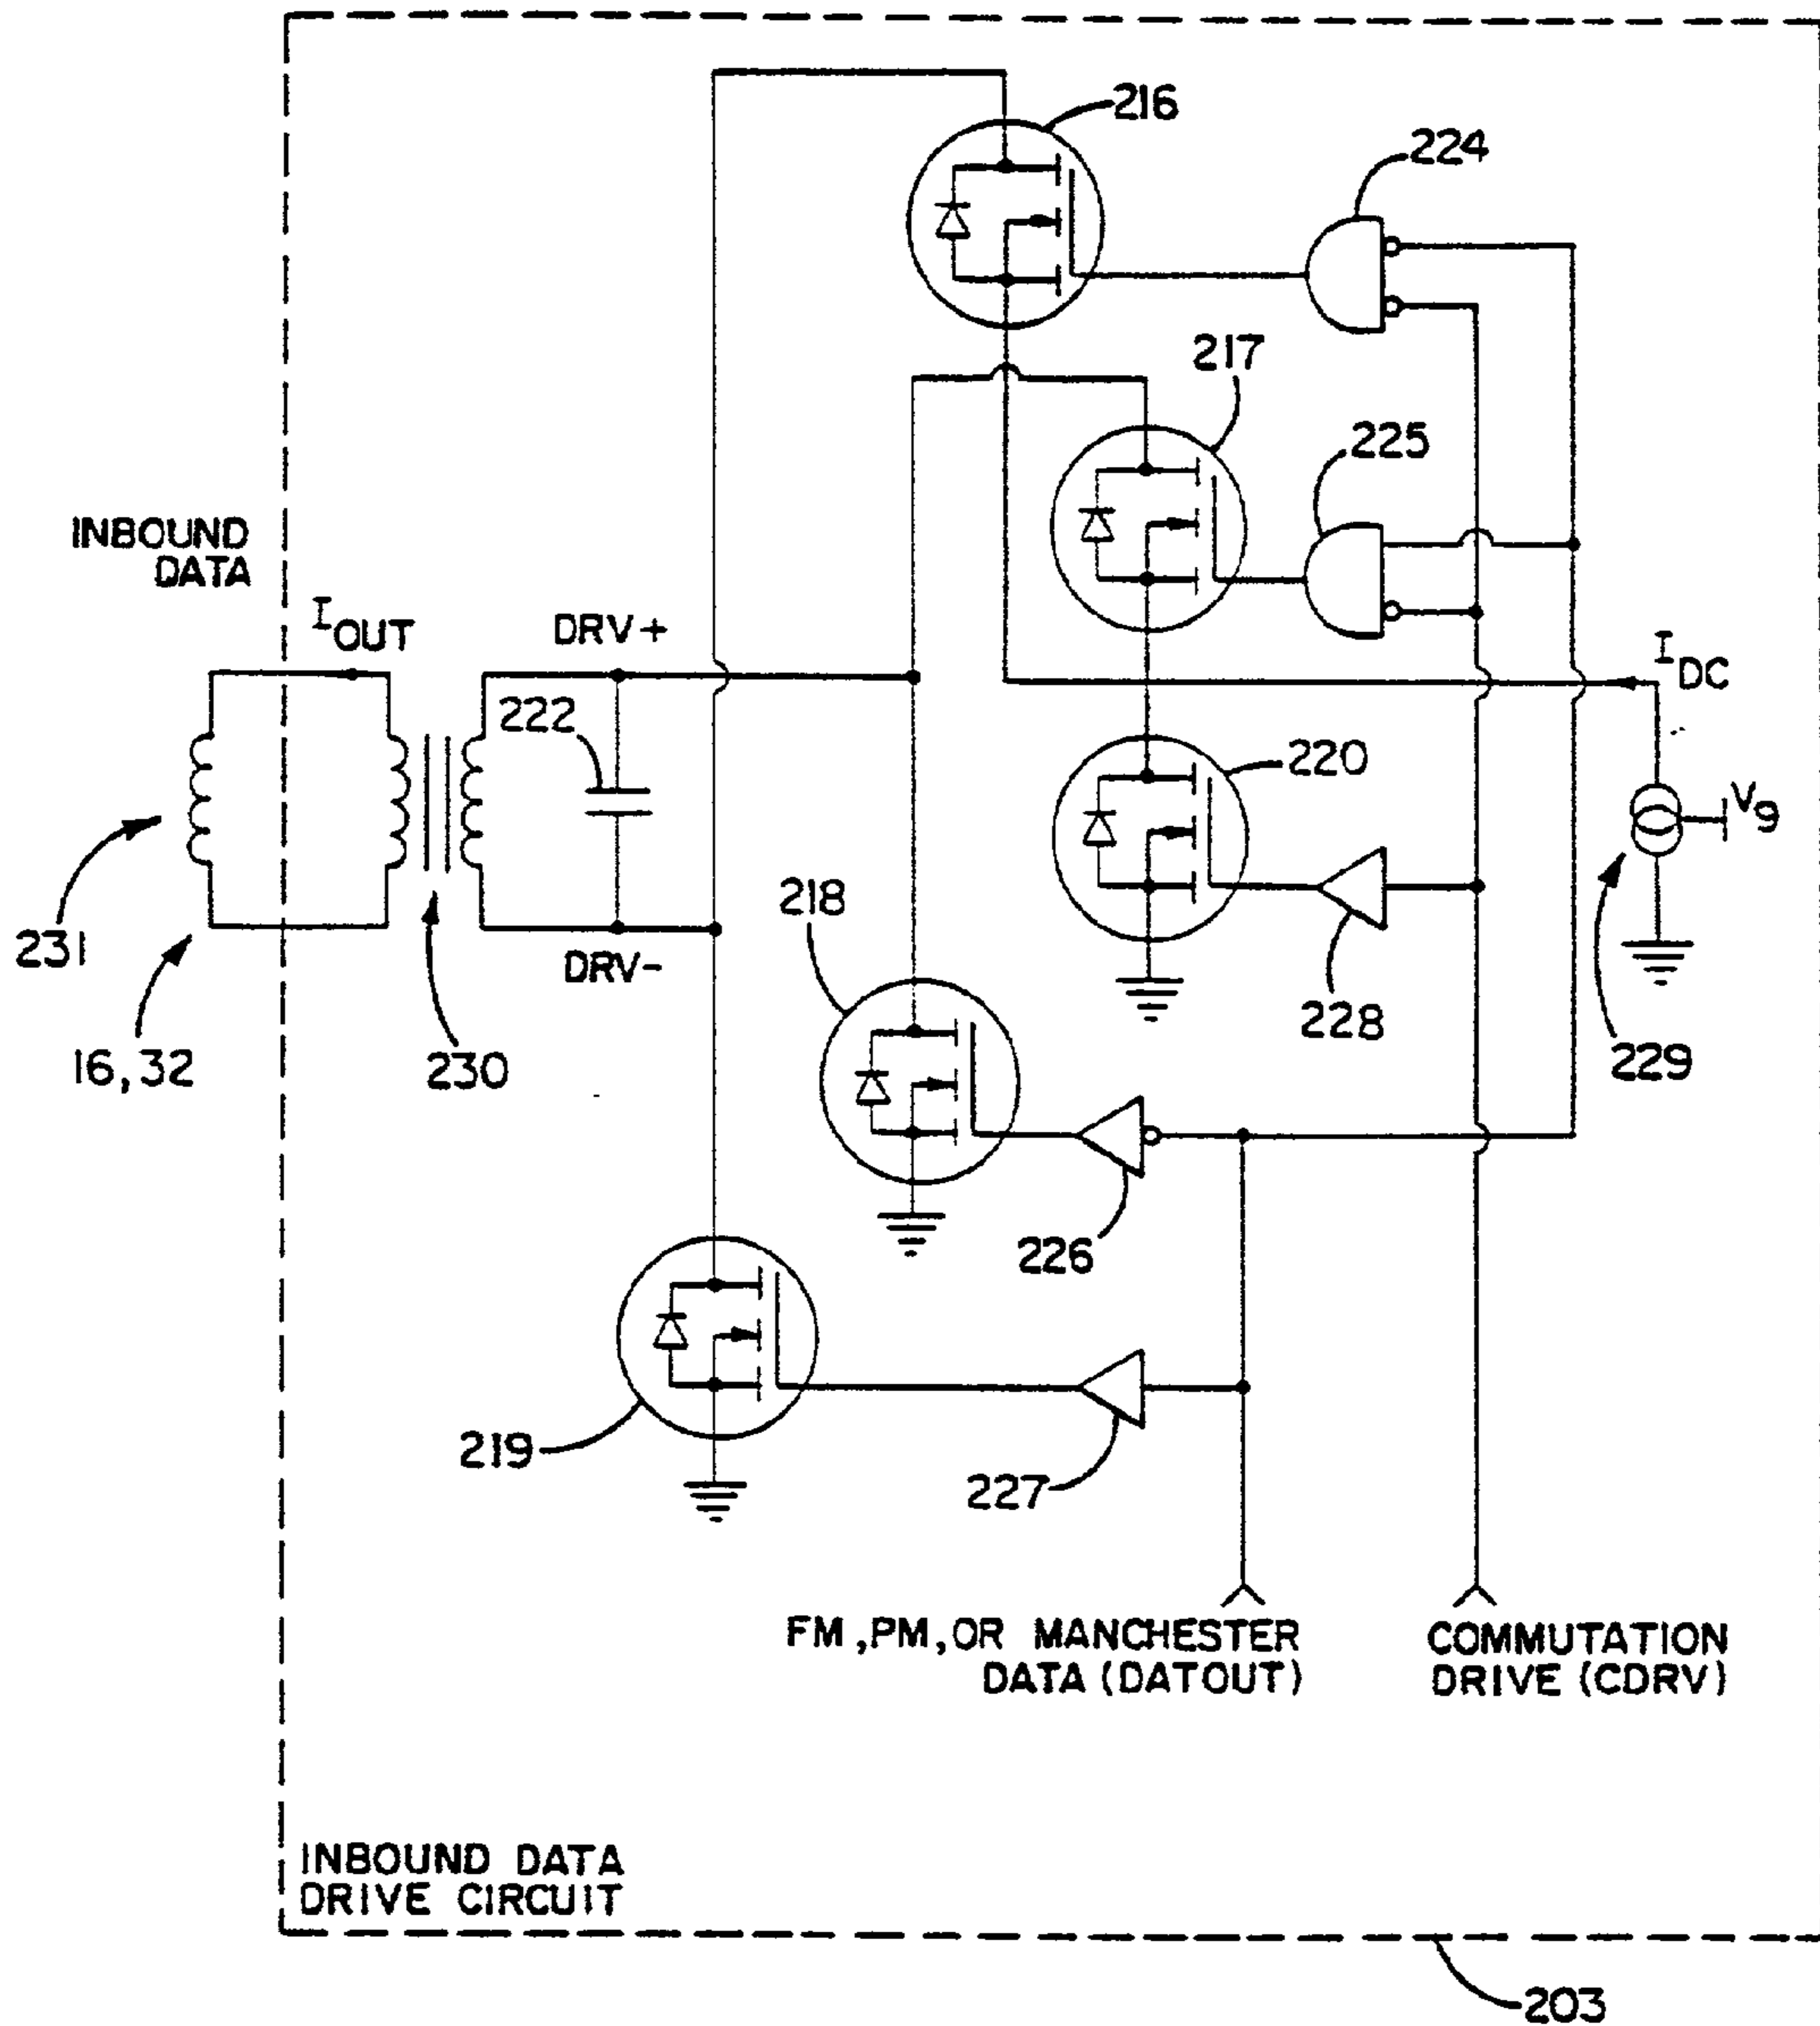 216
224
217
225
INBOUND
DATA
I OUT
DRV+
I DC
222
220
V9
218
231
DRV-
228
16,32
230
229
226
219
227
FM,PM,OR MANCHESTER
DATA (DATOUT)
COMMUTATION
DRIVE (CDRV)
INBOUND DATA
DRIVE CIRCUIT
203